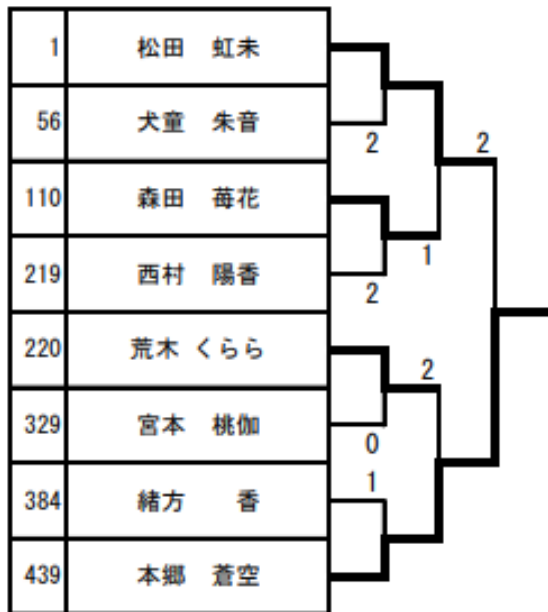 1 松田　虹未
56 犬童　朱音
2
2
110 森田　苺花
1
219 西村　陽香
2
220 荒木 くらら
2
329 宮本　桃伽
0
384 緒方　　香
1
439 本郷　蒼空